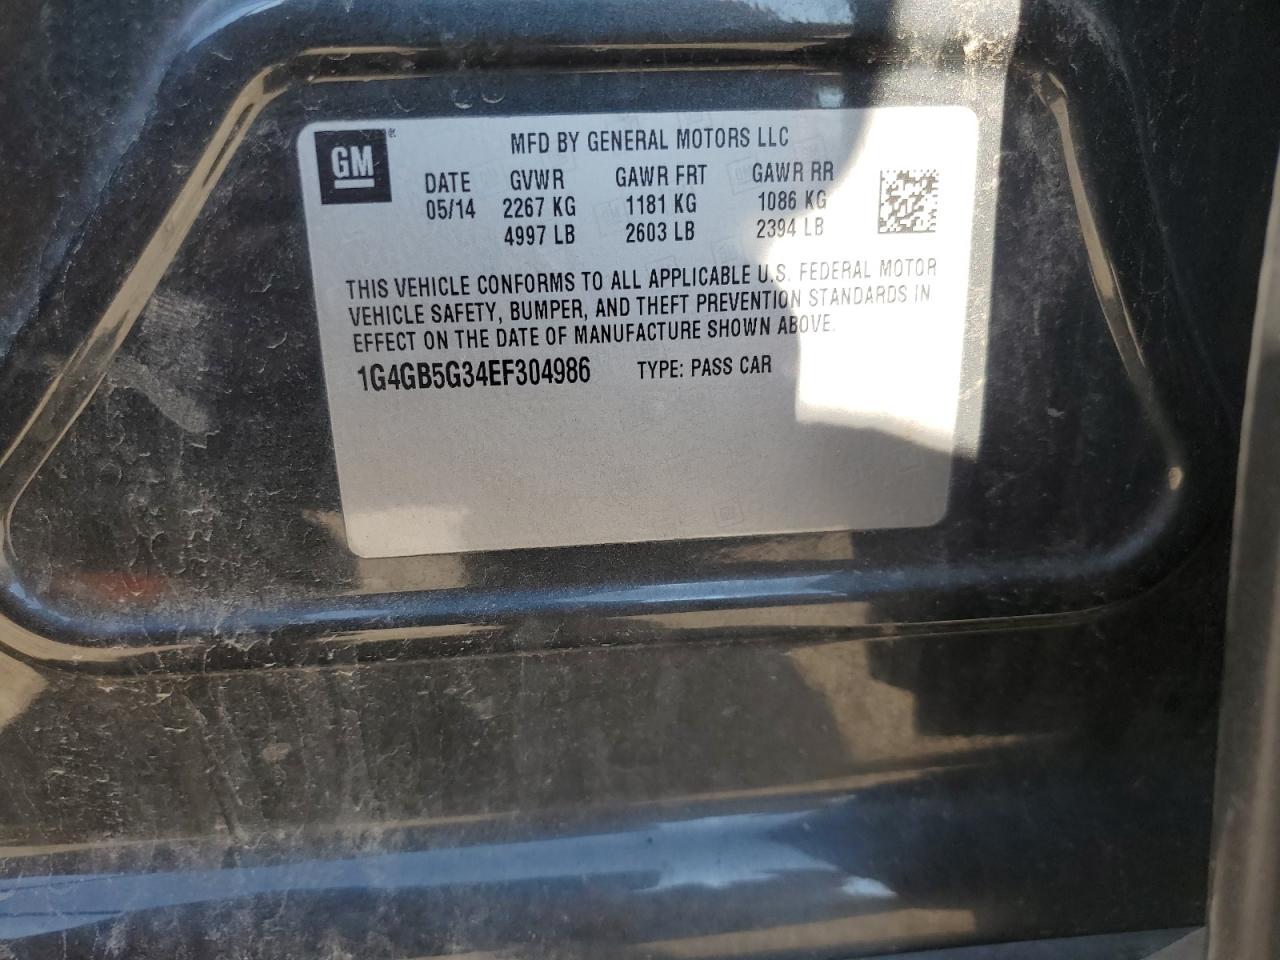 GM
MFD BY GENERAL MOTORS LLC
DATE GVWR GAWR FRT GAWR RR
05/14 2267 KG 1181 KG 1086 KG
4997 LB 2603 LB 2394 LB
THIS VEHICLE CONFORMS TO ALL APPLICABLE U.S. FEDERAL MOTOR
VEHICLE SAFETY, BUMPER, AND THEFT PREVENTION STANDARDS IN
EFFECT ON THE DATE OF MANUFACTURE SHOWN ABOVE.
1G4GB5G34EF304986 TYPE: PASS CAR